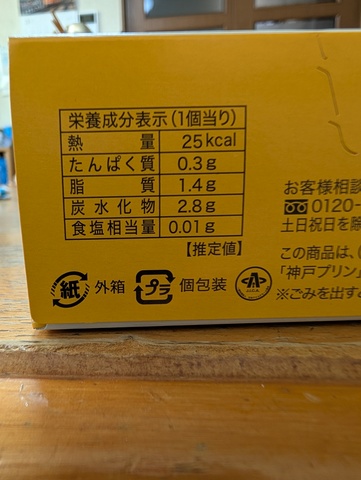 栄養成分表示(1個当り)
熱量 25kcal
たんぱく質 0.3g
脂質 1.4g
炭水化物 2.8g
食塩相当量 0.01g
【推定値】
紙 外箱 プラ 個包装
お客様相談
0120-
土日祝日を除
この商品は、(
「神戸プリン」
※ごみを出すと